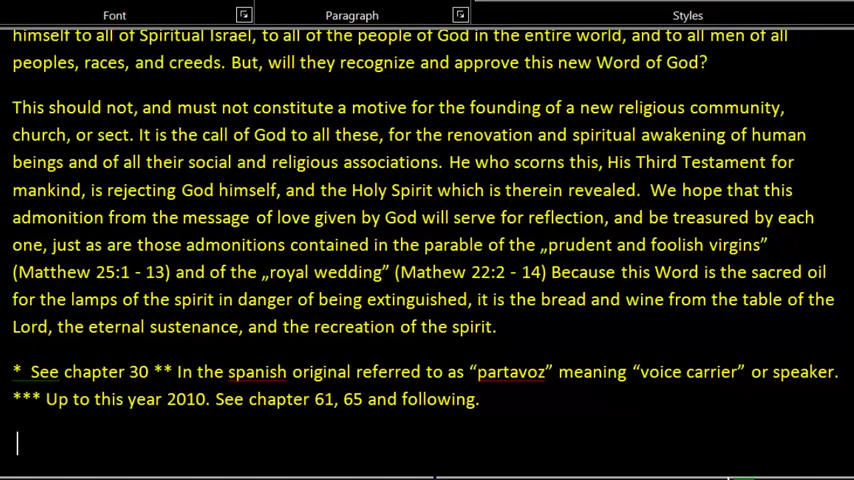 Font Paragraph Styles
himself to all of Spiritual Israel, to all of the people of God in the entire world, and to all men of all
peoples, races, and creeds. But, will they recognize and approve this new Word of God?
This should not, and must not constitute a motive for the founding of a new religious community,
church, or sect. It is the call of God to all these, for the renovation and spiritual awakening of human
beings and of all their social and religious associations. He who scorns this, His Third Testament for
mankind, is rejecting God himself, and the Holy Spirit which is therein revealed.  We hope that this
admonition from the message of love given by God will serve for reflection, and be treasured by each
one, just as are those admonitions contained in the parable of the „prudent and foolish virgins”
(Matthew 25:1 - 13) and of the „royal wedding” (Mathew 22:2 - 14) Because this Word is the sacred oil
for the lamps of the spirit in danger of being extinguished, it is the bread and wine from the table of the
Lord, the eternal sustenance, and the recreation of the spirit.
*  See chapter 30 ** In the spanish original referred to as “partavoz” meaning “voice carrier” or speaker.
*** Up to this year 2010. See chapter 61, 65 and following.